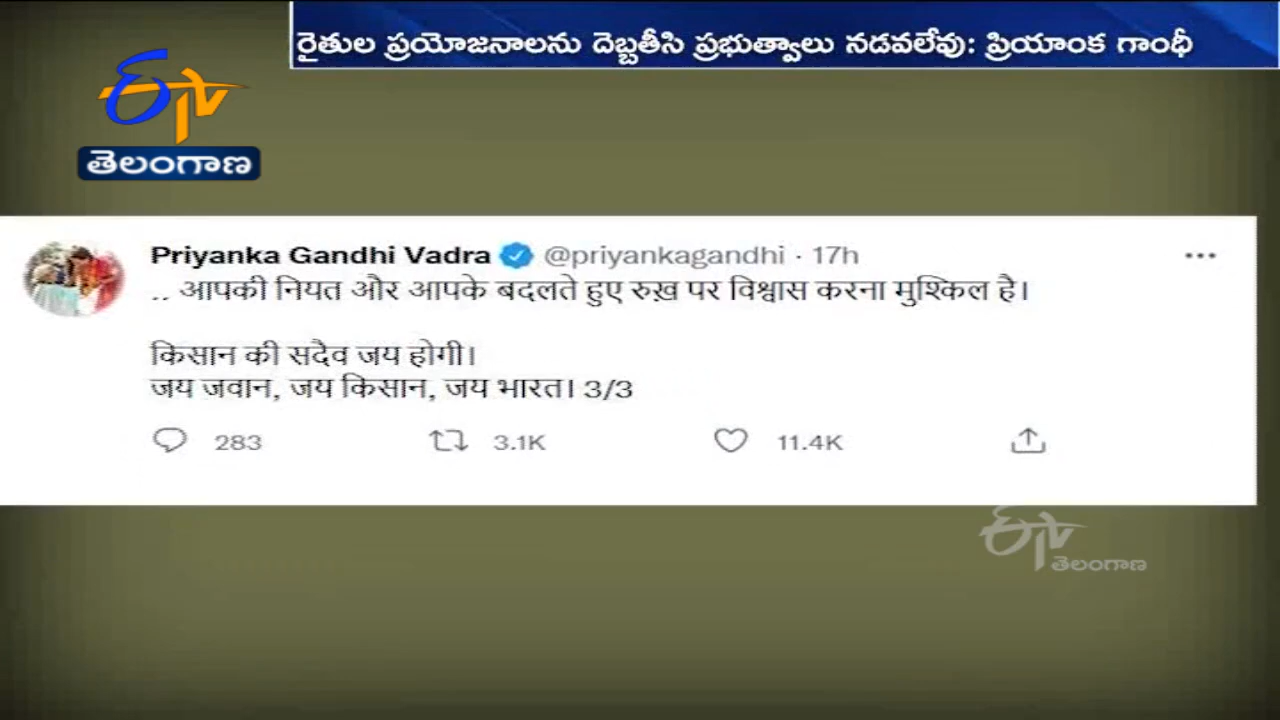 రైతుల ప్రయోజనాలను దెబ్బతీసి ప్రభుత్వాలు నడవలేవు: ప్రియాంక గాంధీ
ETV
తెలంగాణ
Priyanka Gandhi Vadra @priyankagandhi · 17h
.. आपकी नियत और आपके बदलते हुए रुख़ पर विश्वास करना मुश्किल है।
किसान की सदैव जय होगी।
जय जवान, जय किसान, जय भारत। 3/3
283 3.1K 11.4K
ETV
తెలంగాణ